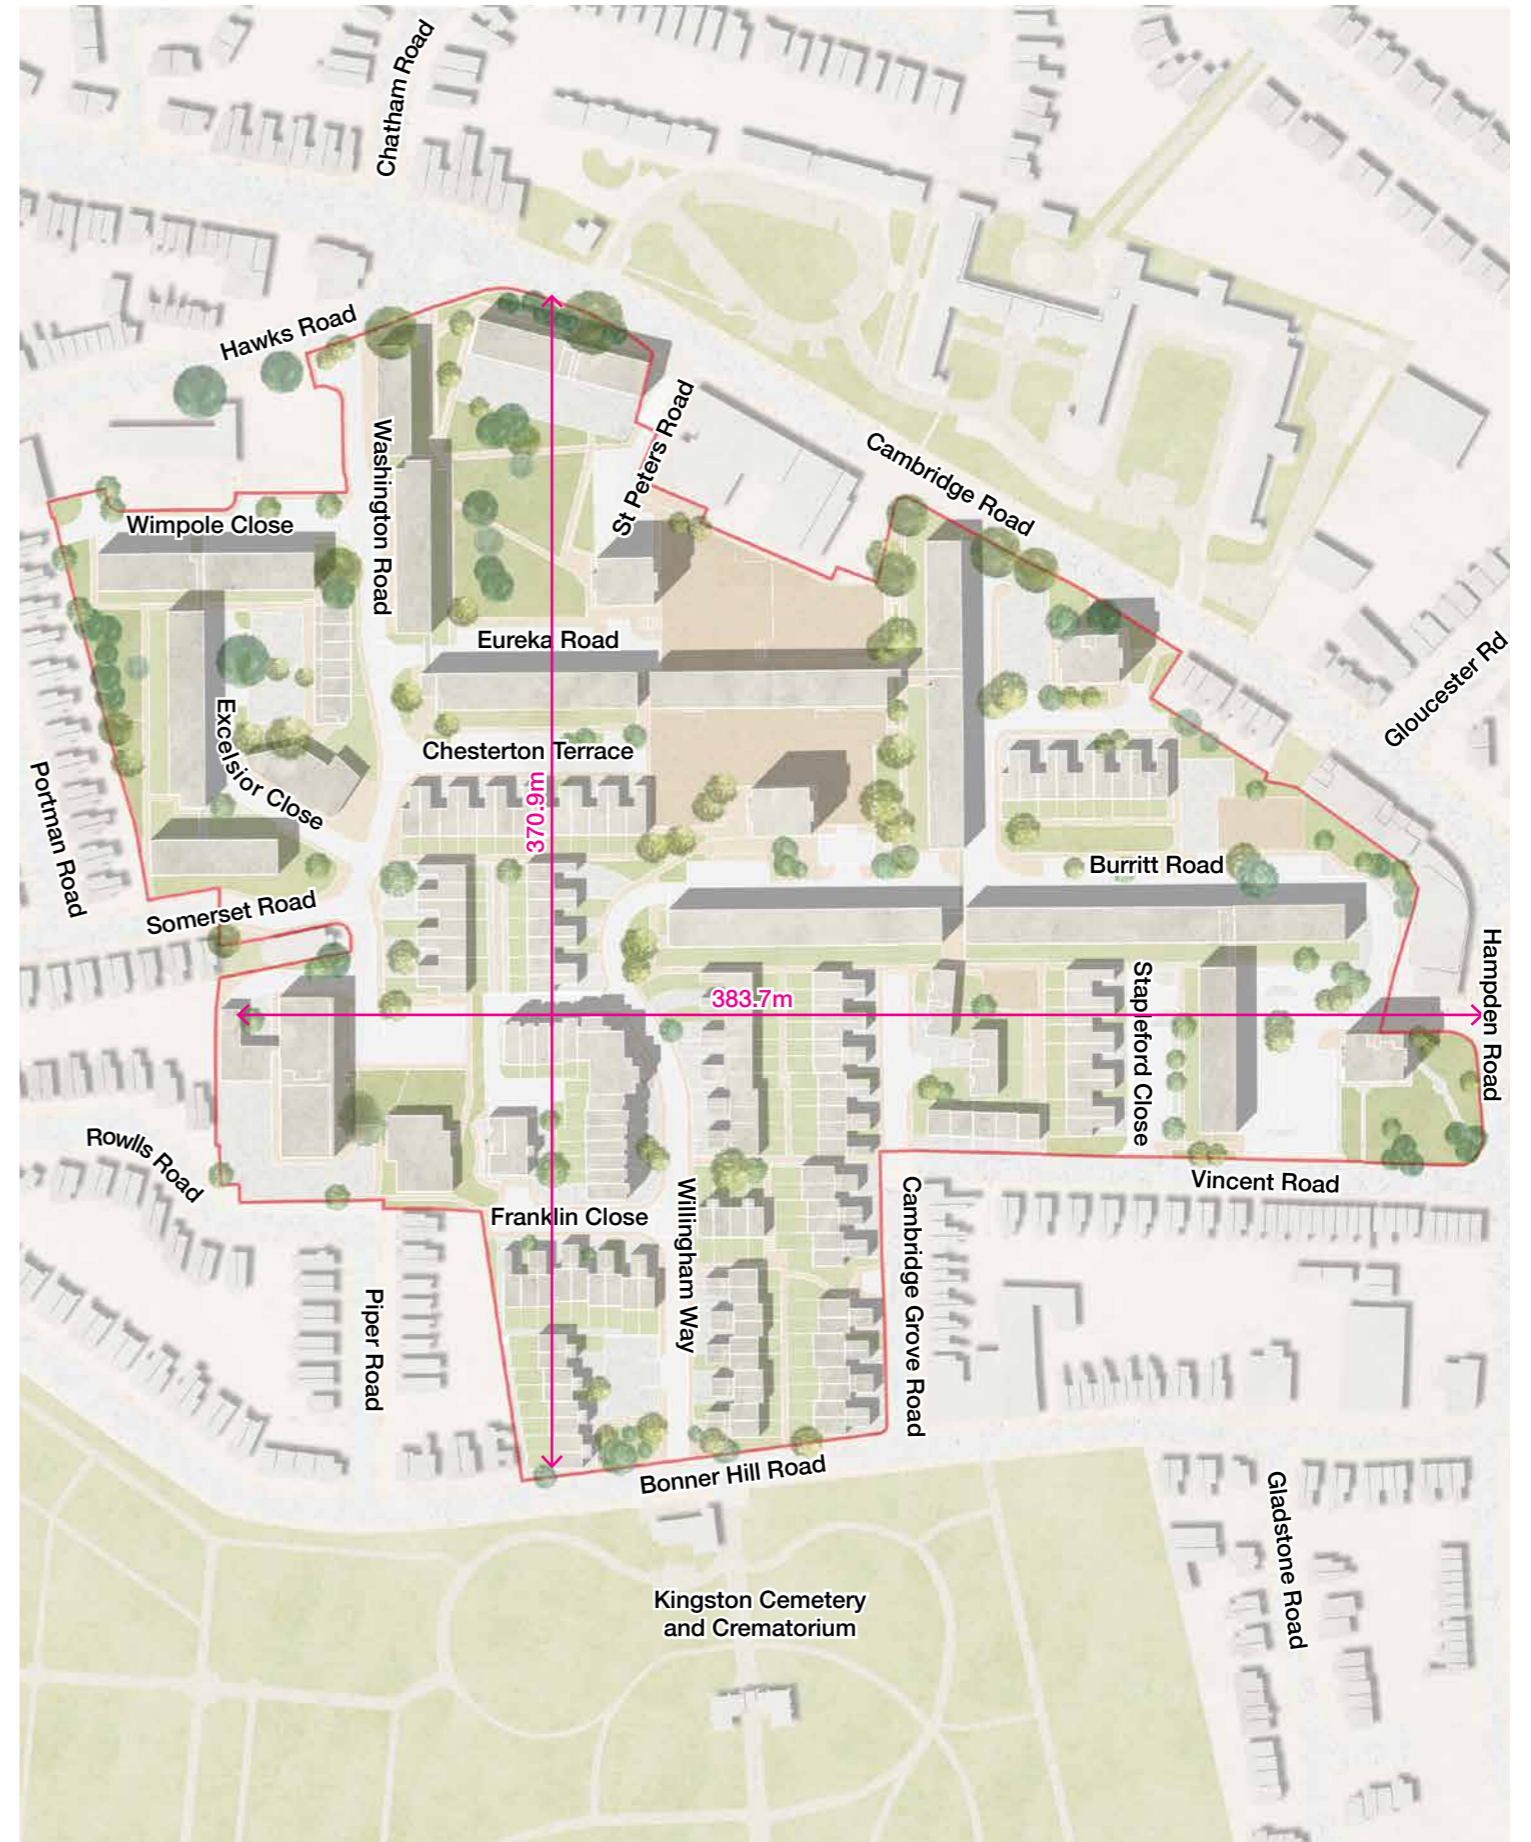 Chatham Road
Hawks Road
Washington Road
St Peters Road
Cambridge Road
Wimpole Close
Eureka Road
Gloucester Rd
Excelsior Close
Chesterton Terrace
370.9m
Portman Road
Burritt Road
Somerset Road
Hampden Road
383.7m
Stapleford Close
Rowlls Road
Vincent Road
Franklin Close
Willingham Way
Cambridge Grove Road
Piper Road
Bonner Hill Road
Gladstone Road
Kingston Cemetery
and Crematorium